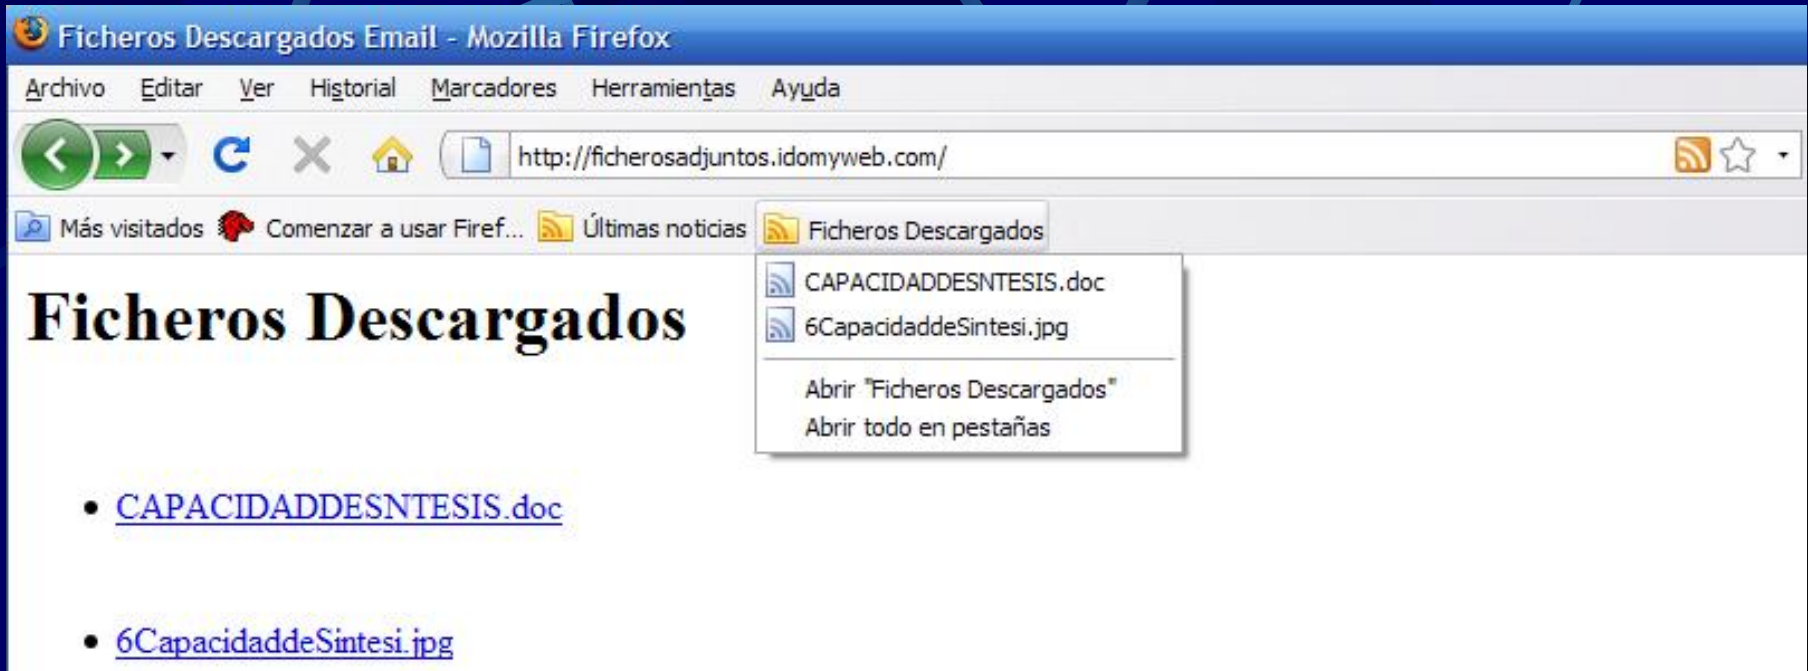 Ficheros Descargados Email - Mozilla Firefox
Archivo Editar Ver Historial Marcadores Herramientas Ayuda
http://ficherosadjuntos.idomyweb.com/
Más visitados Comenzar a usar Firef... Últimas noticias Ficheros Descargados
CAPACIDADDESNTESIS.doc
6CapacidaddeSintesi.jpg
Abrir "Ficheros Descargados"
Abrir todo en pestañas
Ficheros Descargados
CAPACIDADDESNTESIS.doc
6CapacidaddeSintesi.jpg